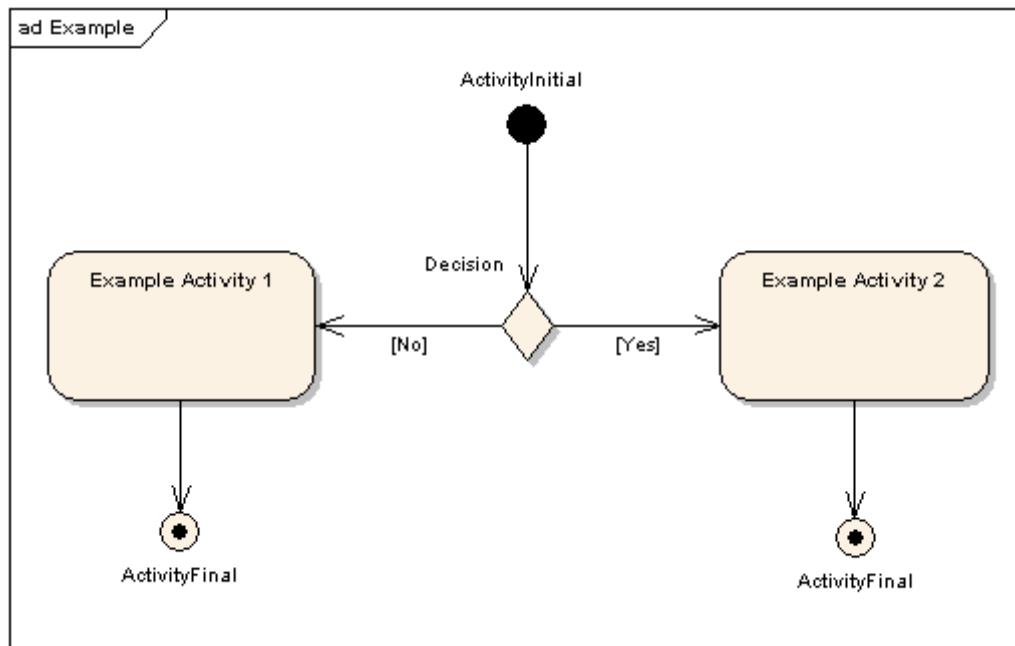 ad Example
ActivityInitial
Decision
Example Activity 1
Example Activity 2
[No]
[Yes]
ActivityFinal
ActivityFinal